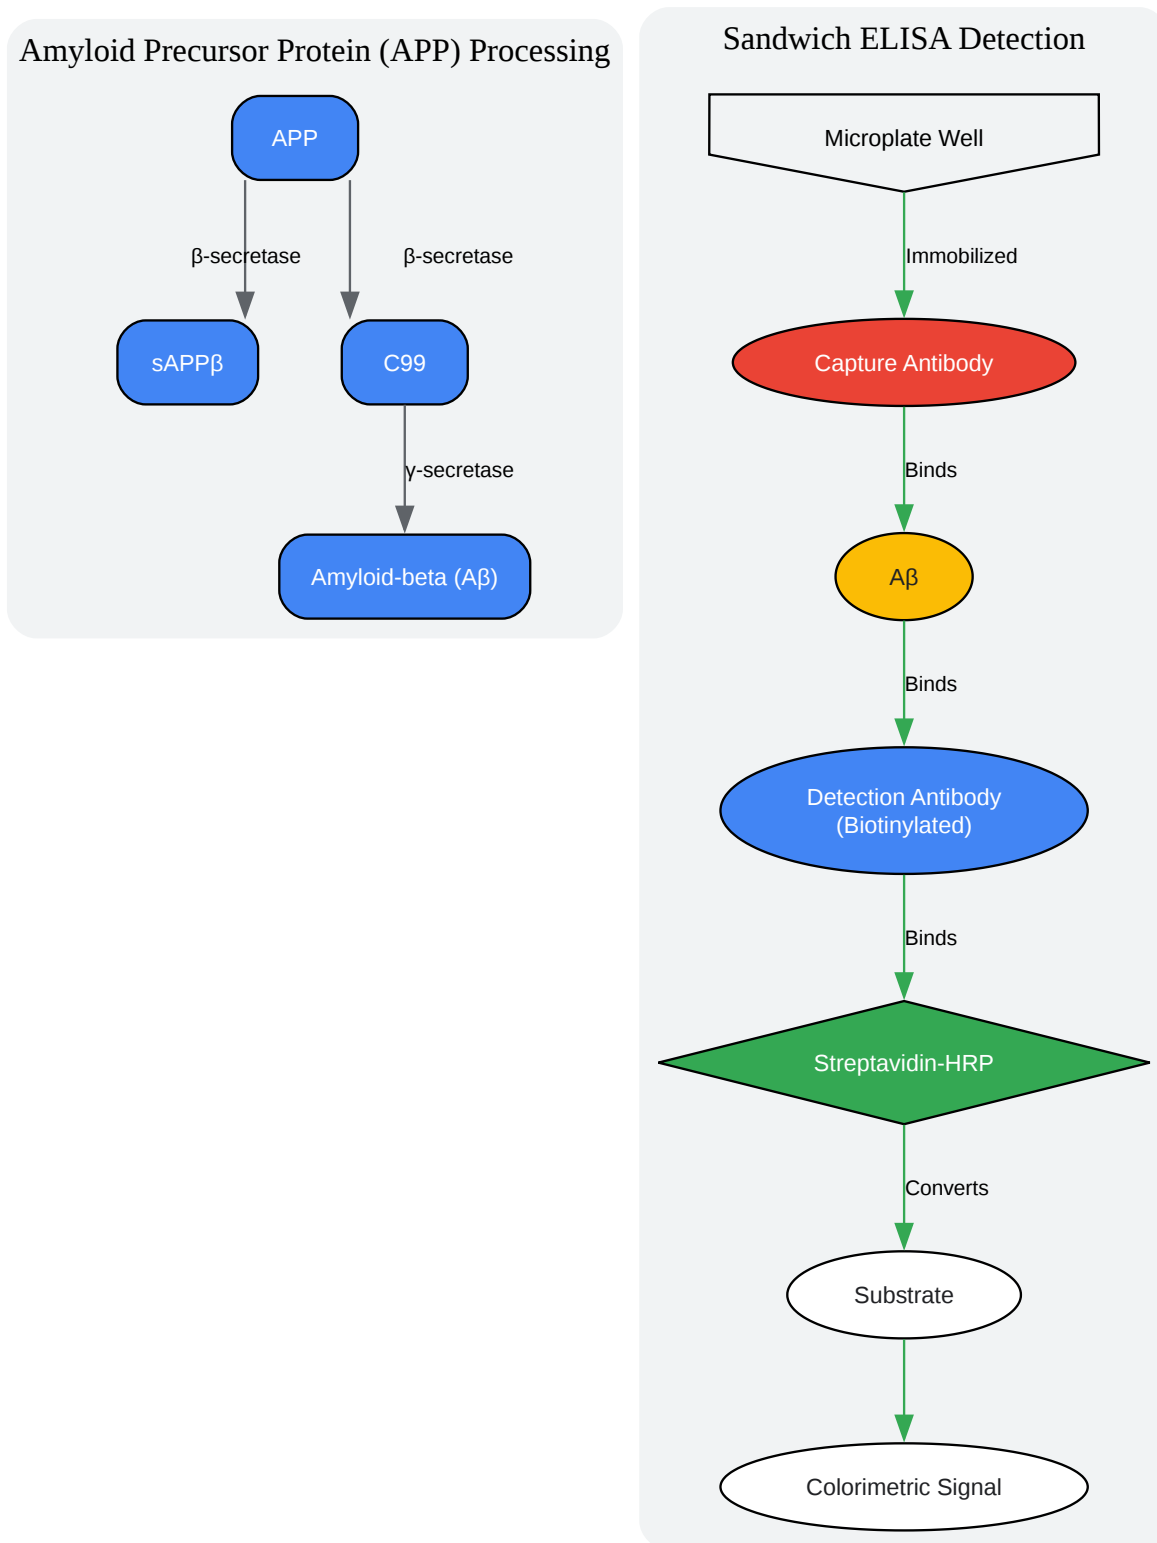 Amyloid Precursor Protein (APP) Processing
APP
β-secretase
β-secretase
sAPPβ
C99
γ-secretase
Amyloid-beta (Aβ)
Sandwich ELISA Detection
Microplate Well
Immobilized
Capture Antibody
Binds
Aβ
Binds
Detection Antibody
(Biotinylated)
Binds
Streptavidin-HRP
Converts
Substrate
Colorimetric Signal